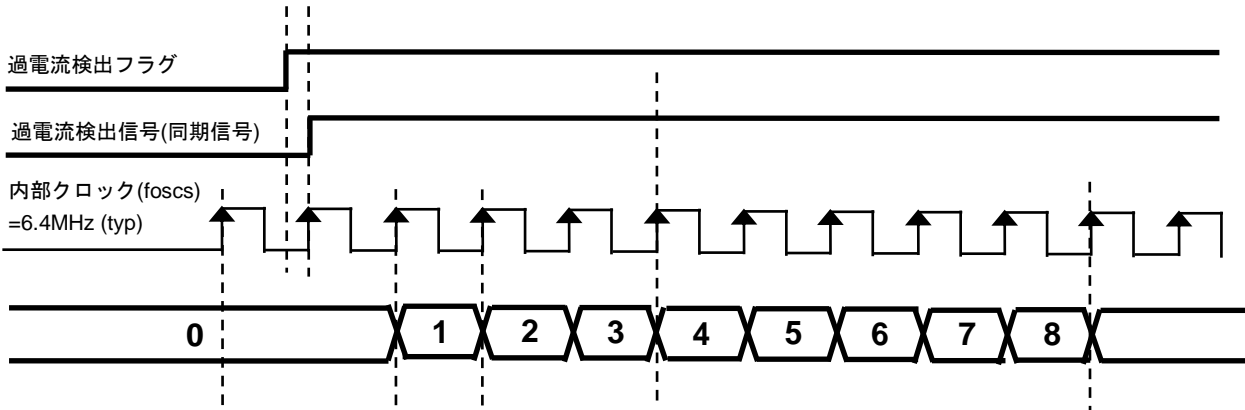 過電流検出フラグ
過電流検出信号(同期信号)
内部クロック(foscs)
=6.4MHz (typ)
0 1 2 3 4 5 6 7 8